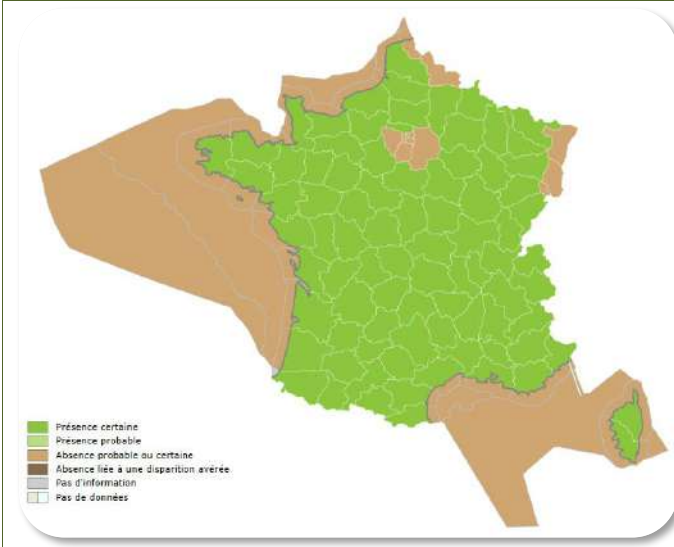 Présence certaine
Présence probable
Absence probable ou certaine
Absence liée à une disparition avérée
Pas d'information
Pas de données